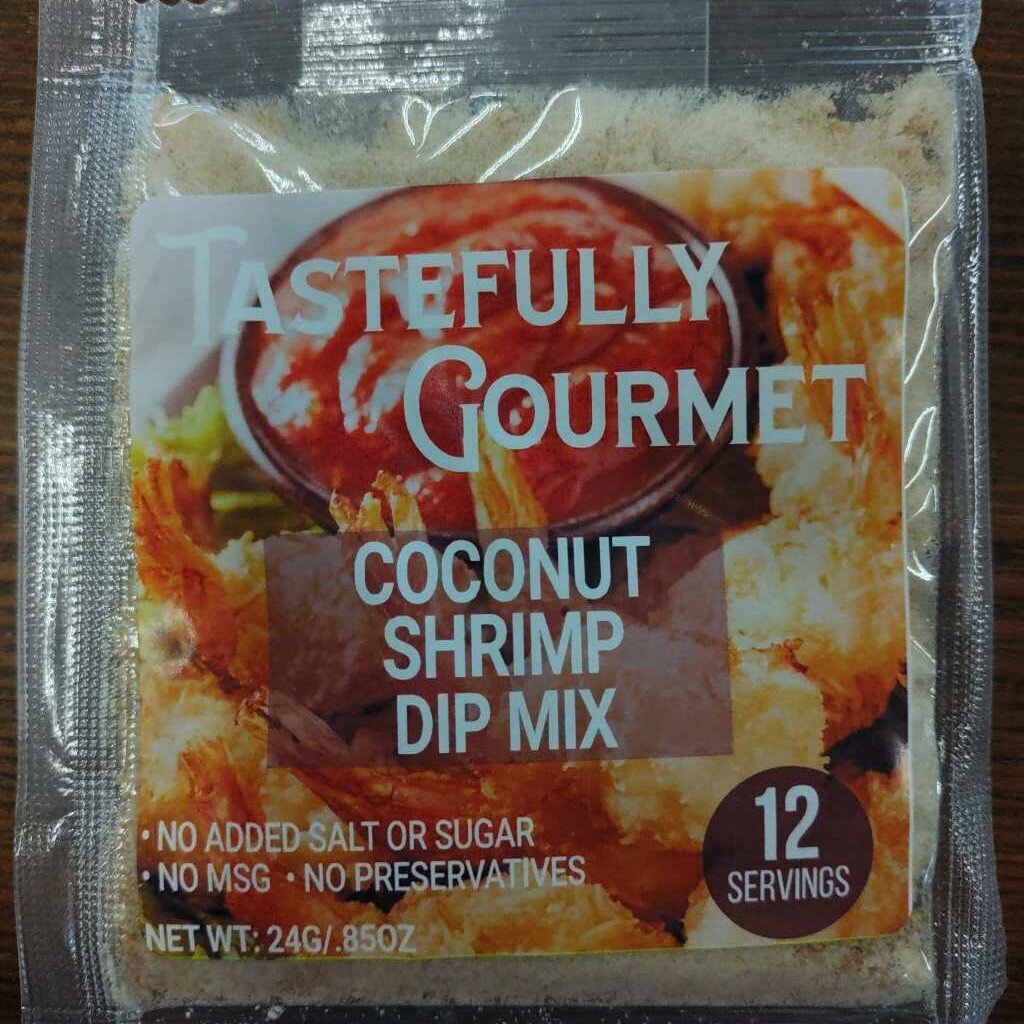 TASTEFULLY
GOURMET
COCONUT
SHRIMP
DIP MIX
• NO ADDED SALT OR SUGAR
• NO MSG • NO PRESERVATIVES
NET WT: 24G/.85OZ
12
SERVINGS